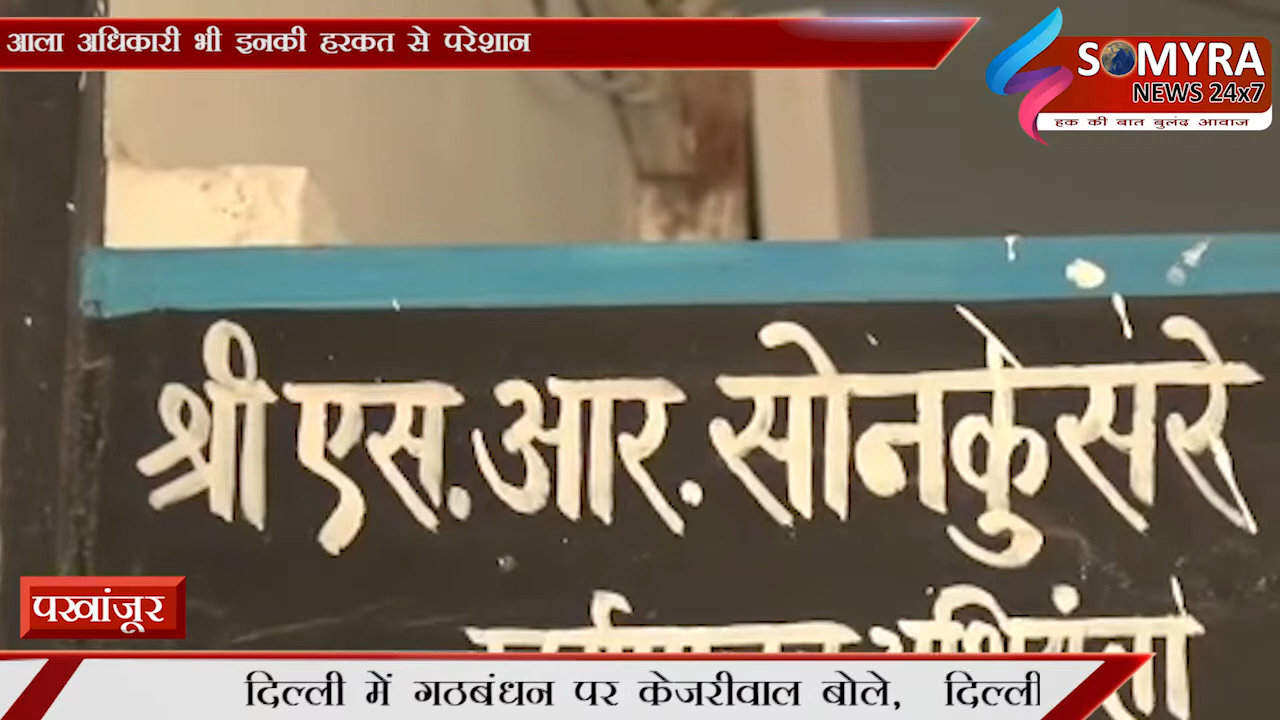 आला अधिकारी भी इनकी हरकत से परेशान
SOMYRA
NEWS 24x7
हक की बात बुलंद आवाज
श्री एस.आर. सोनकुसरे
पखांजूर
दिल्ली में गठबंधन पर केजरीवाल बोले, दिल्ली